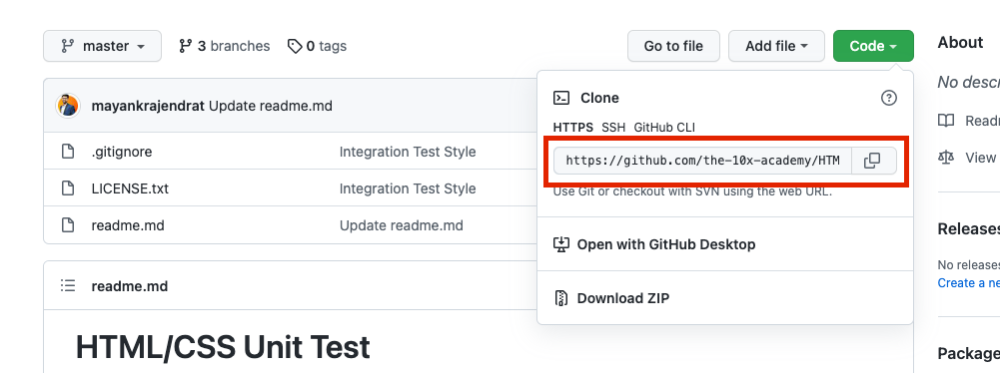 master 3 branches 0 tags Go to file Add file Code About
mayankrajendrat Update readme.md
Clone
No desc
HTTPS SSH GitHub CLI
https://github.com/the-10x-academy/HTM
Use Git or checkout with SVN using the web URL.
Open with GitHub Desktop
Download ZIP
.gitignore Integration Test Style
LICENSE.txt Integration Test Style
readme.md Update readme.md
readme.md
HTML/CSS Unit Test
Readm
View
Releases
No releases
Create a ne
Package